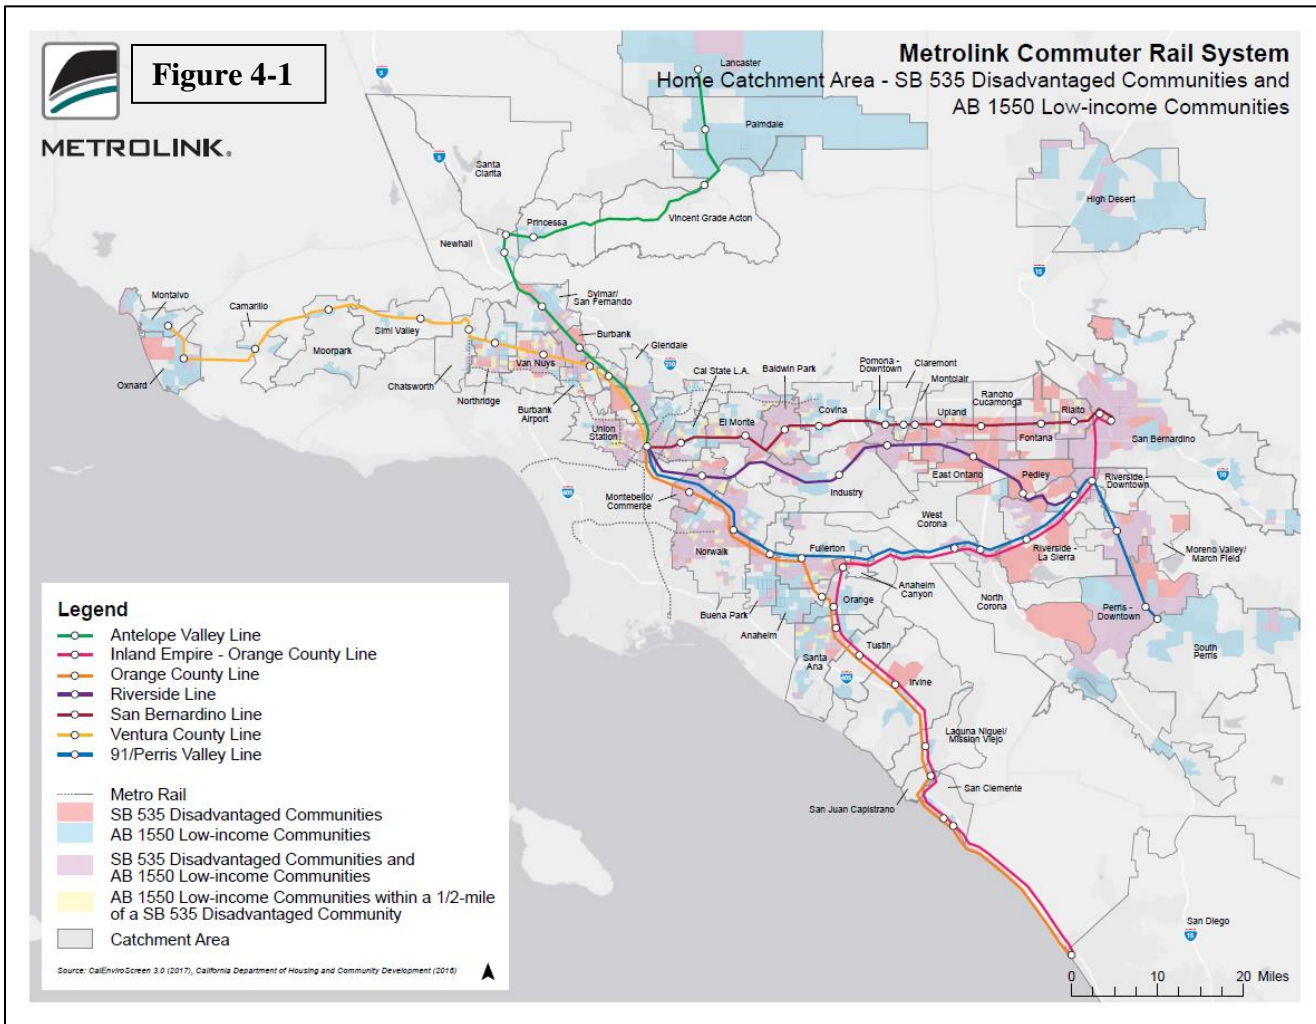 Figure 4-1
METROLINK.
Metrolink Commuter Rail System
Home Catchment Area - SB 535 Disadvantaged Communities and
AB 1550 Low-income Communities
Lancaster
Palmdale
5
5
Santa
Clarita
High Desert
Princessa
Vincent Grade Acton
Newhall
15
Montalvo
Camarillo
Sylmar/
San Fernando
Simi Valley
Burbank
Moorpark
Glendale
Oxnard
Van Nuys
Chatsworth
Cal State L.A.
Baldwin Park
Pomona -
Downtown
Claremont
Montclair
Northridge
Rancho
Cucamonga
Burbank
Airport
Covina
Upland
Rialto
El Monte
Union
Station
Fontana
San Bernardino
East Ontario
Pedley
10
Riverside -
Downtown
405
Industry
Montebello/
Commerce
West
Corona
Norwalk
Fullerton
Riverside -
La Sierra
Moreno Valley/
March Field
Anaheim
Canyon
North
Corona
Orange
Buena Park
Perris -
Downtown
Anaheim
Tustin
South
Perris
Santa
Ana
405
Irvine
Laguna Niguel/
Mission Viejo
San Clemente
San Juan Capistrano
San Diego
15
0 10 20 Miles
Legend
Antelope Valley Line
Inland Empire - Orange County Line
Orange County Line
Riverside Line
San Bernardino Line
Ventura County Line
91/Perris Valley Line
Metro Rail
SB 535 Disadvantaged Communities
AB 1550 Low-income Communities
SB 535 Disadvantaged Communities and
AB 1550 Low-income Communities
AB 1550 Low-income Communities within a 1/2-mile
of a SB 535 Disadvantaged Community
Catchment Area
Source: CalEnviroScreen 3.0 (2017), California Department of Housing and Community Development (2016)